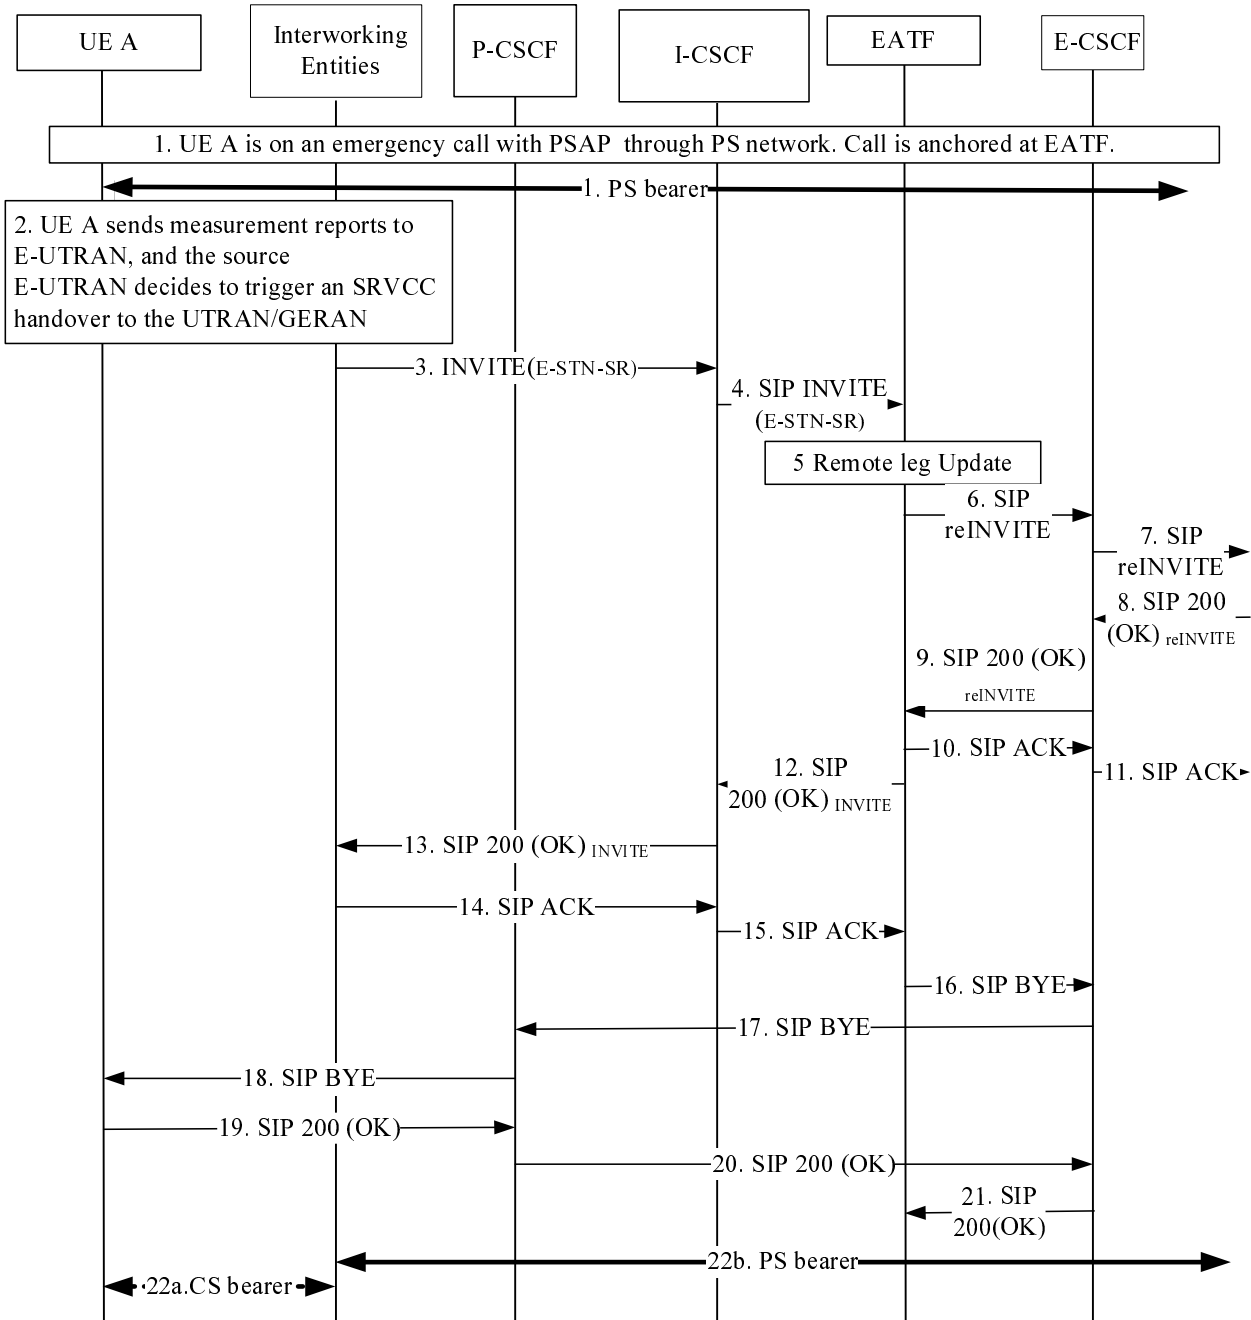 UE A
Interworking
Entities
P-CSCF
I-CSCF
EATF
E-CSCF
1. UE A is on an emergency call with PSAP through PS network. Call is anchored at EATF.
1. PS bearer
2. UE A sends measurement reports to
E-UTRAN, and the source
E-UTRAN decides to trigger an SRVCC
handover to the UTRAN/GERAN
3. INVITE(E-STN-SR)
4. SIP INVITE
(E-STN-SR)
5 Remote leg Update
6. SIP
reINVITE
7. SIP
reINVITE
8. SIP 200
(OK) reINVITE
9. SIP 200 (OK)
reINVITE
10. SIP ACK
11. SIP ACK
12. SIP
200 (OK) INVITE
13. SIP 200 (OK) INVITE
14. SIP ACK
15. SIP ACK
16. SIP BYE
17. SIP BYE
18. SIP BYE
19. SIP 200 (OK)
20. SIP 200 (OK)
21. SIP
200(OK)
22b. PS bearer
22a.CS bearer